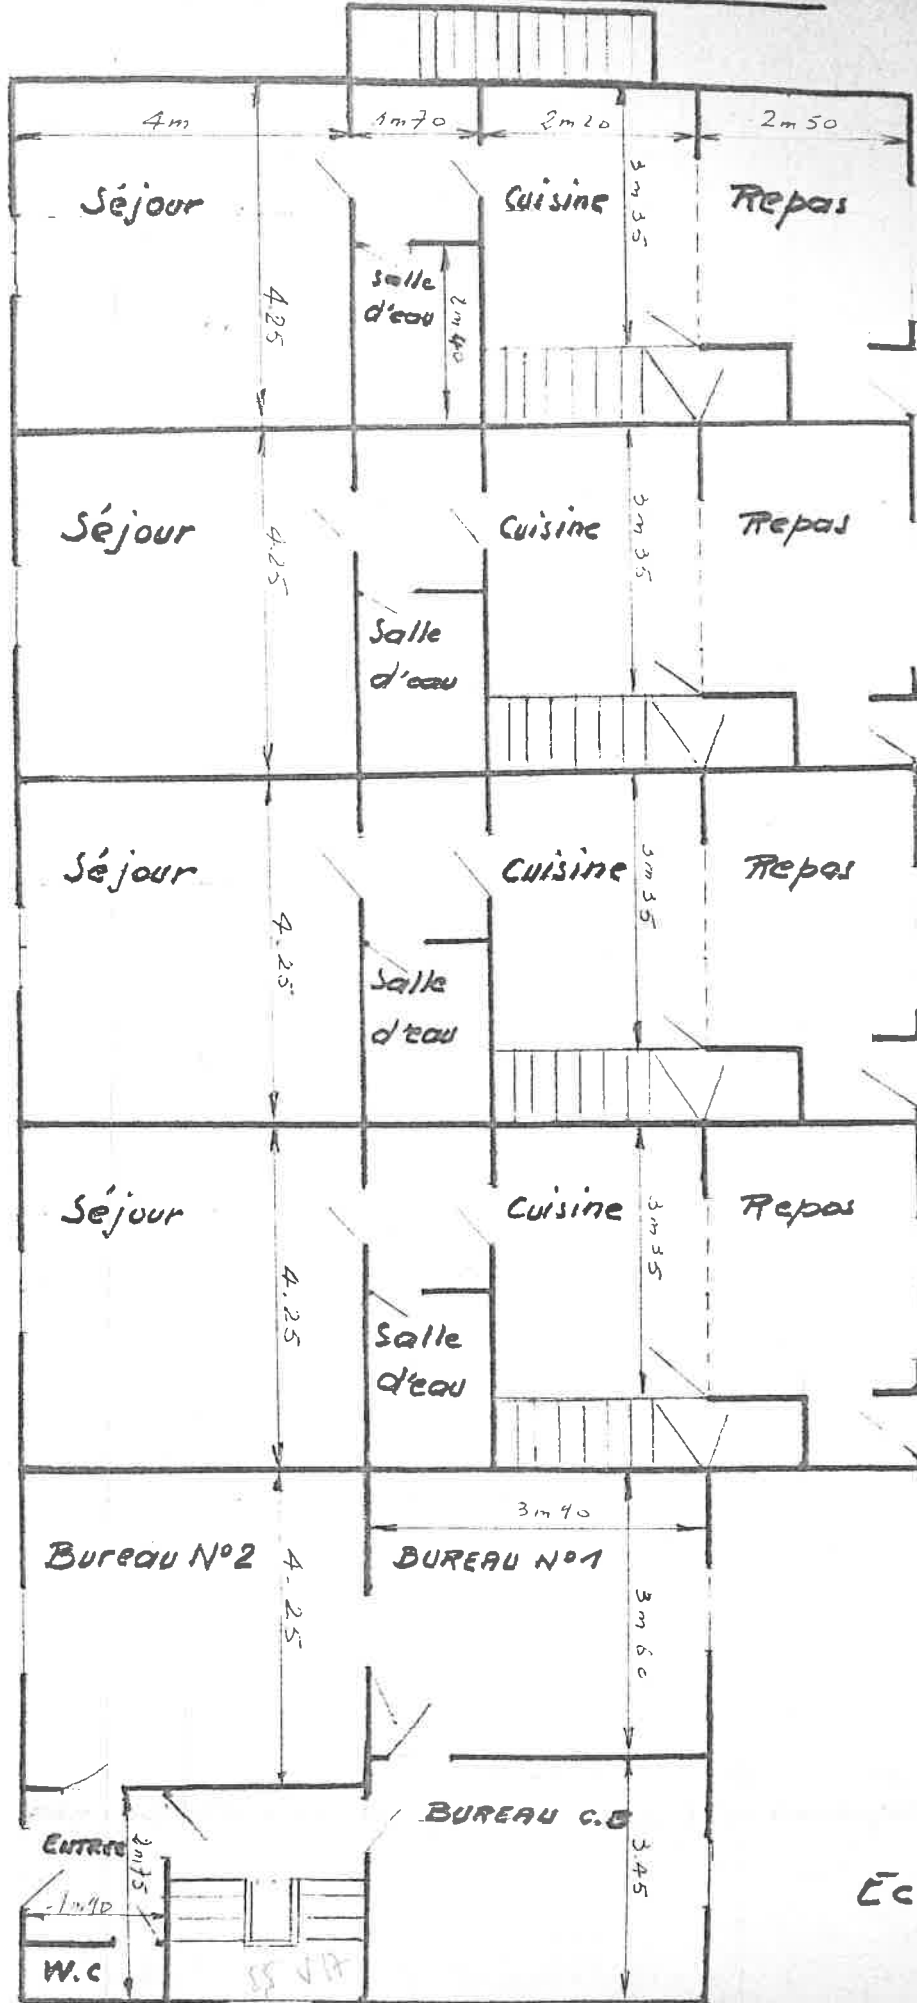 4m 1m70 2m20 2m50
Séjour Cuisine Repas
3m35
4.25
Salle
d'eau
2m40
Séjour Cuisine Repas
3m35
4.25
Salle
d'eau
Séjour Cuisine Repas
3m35
4.25
Salle
d'eau
Séjour Cuisine Repas
3m35
4.25
Salle
d'eau
3m40
Bureau N°2 BUREAU N°1
4.25
3m60
BUREAU C.E
ENTREE
2m75
3.45
1m40
Ec
W.C